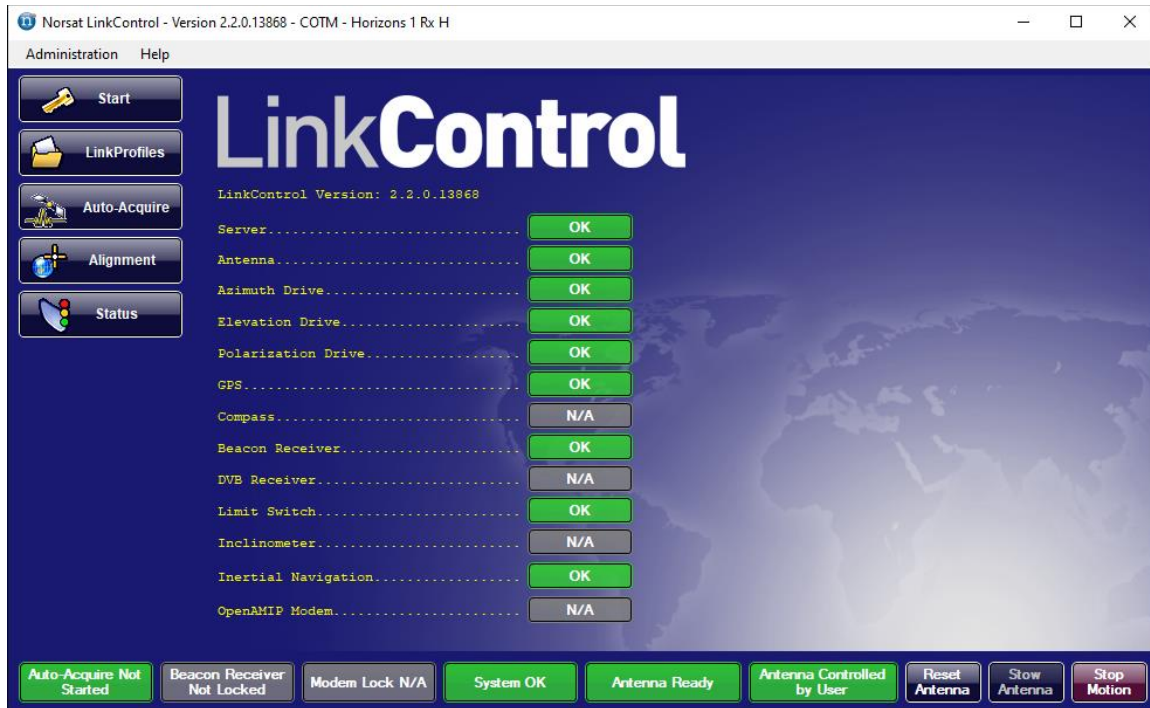 Norsat LinkControl - Version 2.2.0.13868 - COTM - Horizons 1 Rx H
Administration Help
Start
LinkProfiles
Auto-Acquire
Alignment
Status
LinkControl
LinkControl Version: 2.2.0.13868
Server............................... OK
Antenna.............................. OK
Azimuth Drive........................ OK
Elevation Drive...................... OK
Polarization Drive................... OK
GPS.................................. OK
Compass.............................. N/A
Beacon Receiver...................... OK
DVB Receiver......................... N/A
Limit Switch......................... OK
Inclinometer......................... N/A
Inertial Navigation.................. OK
OpenAMIP Modem....................... N/A
Auto-Acquire Not
Started
Beacon Receiver
Not Locked
Modem Lock N/A
System OK
Antenna Ready
Antenna Controlled
by User
Reset
Antenna
Stow
Antenna
Stop
Motion